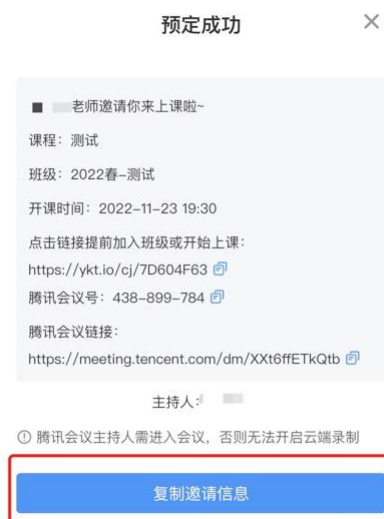 预定成功
老师邀请你来上课啦~
课程：测试
班级：2022春-测试
开课时间：2022-11-23 19:30
点击链接提前加入班级或开始上课：
https://ykt.io/cj/7D604F63
腾讯会议号：438-899-784
腾讯会议链接：
https://meeting.tencent.com/dm/XXt6ffETkQtb
主持人：
腾讯会议主持人需进入会议，否则无法开启云端录制
复制邀请信息